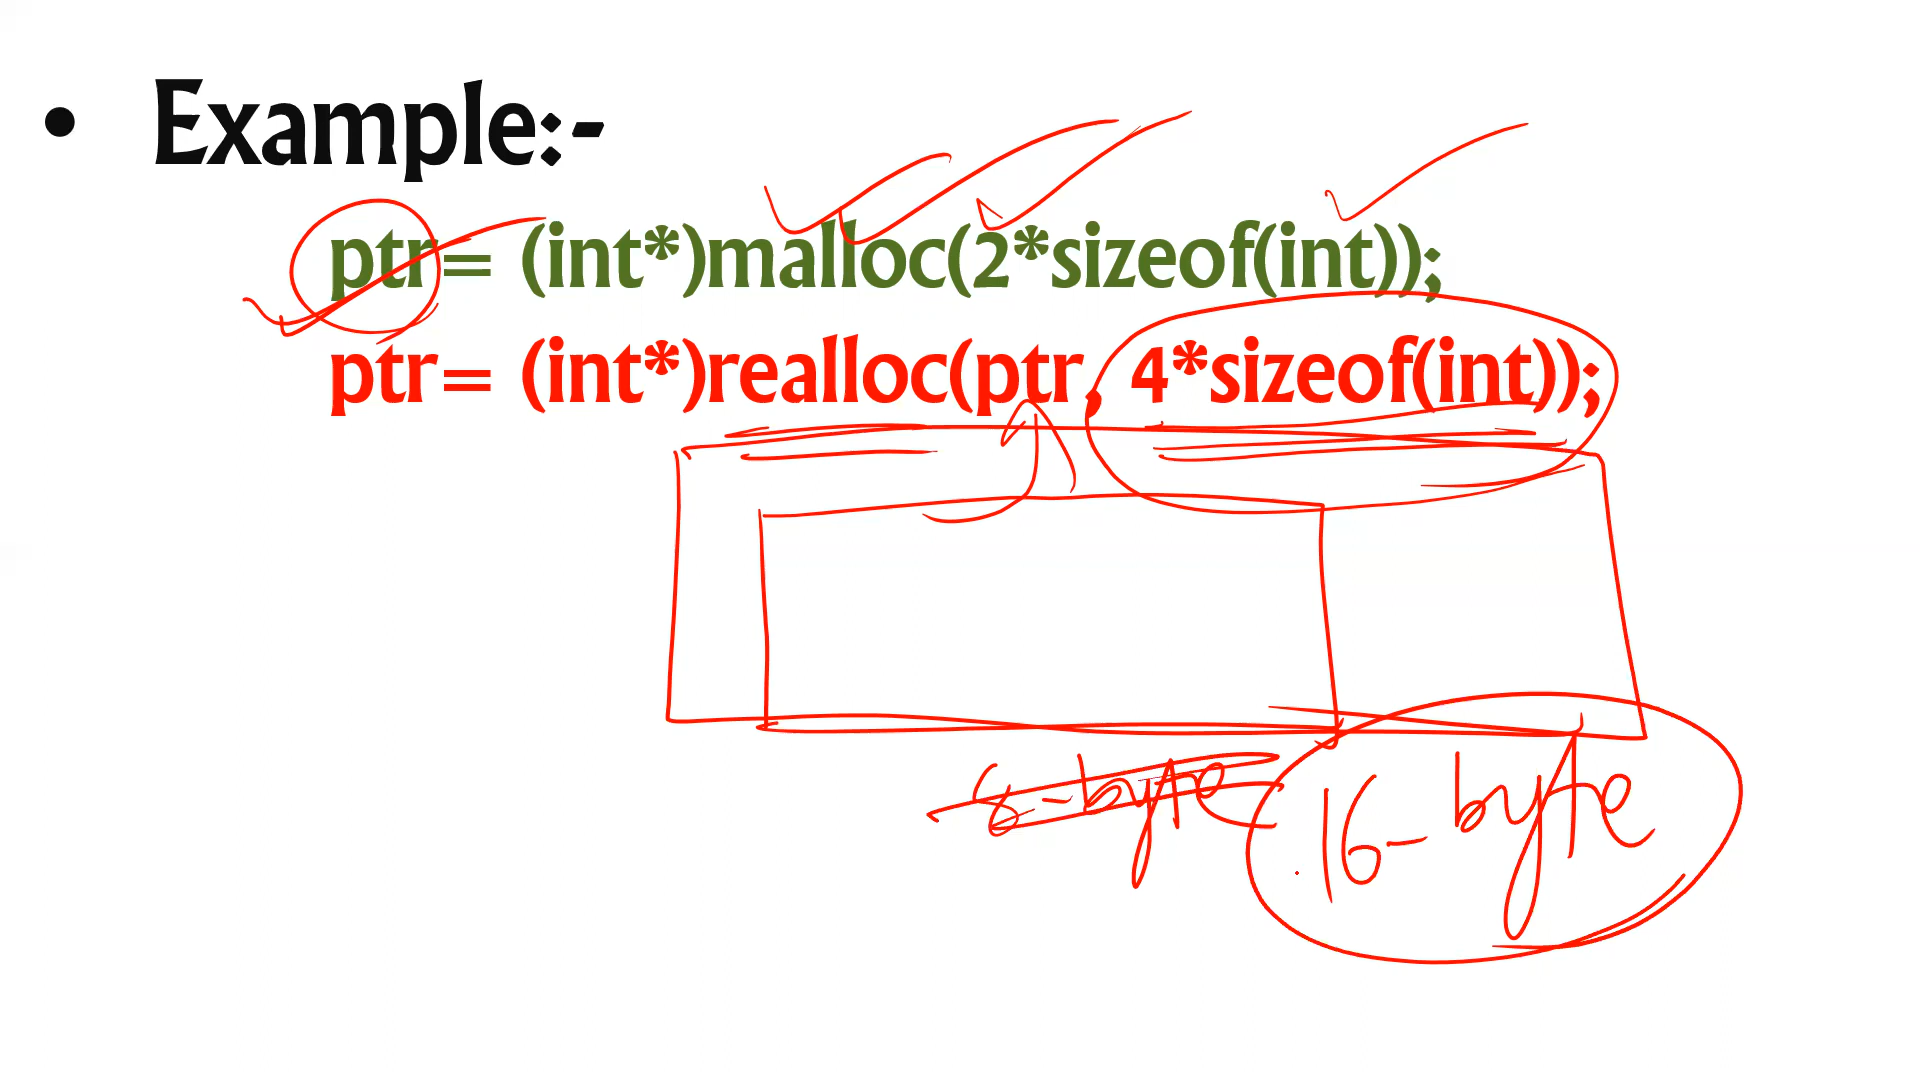 • Example:-
ptr= (int*)malloc(2*sizeof(int));
ptr= (int*)realloc(ptr, 4*sizeof(int));
8-byte 16-byte